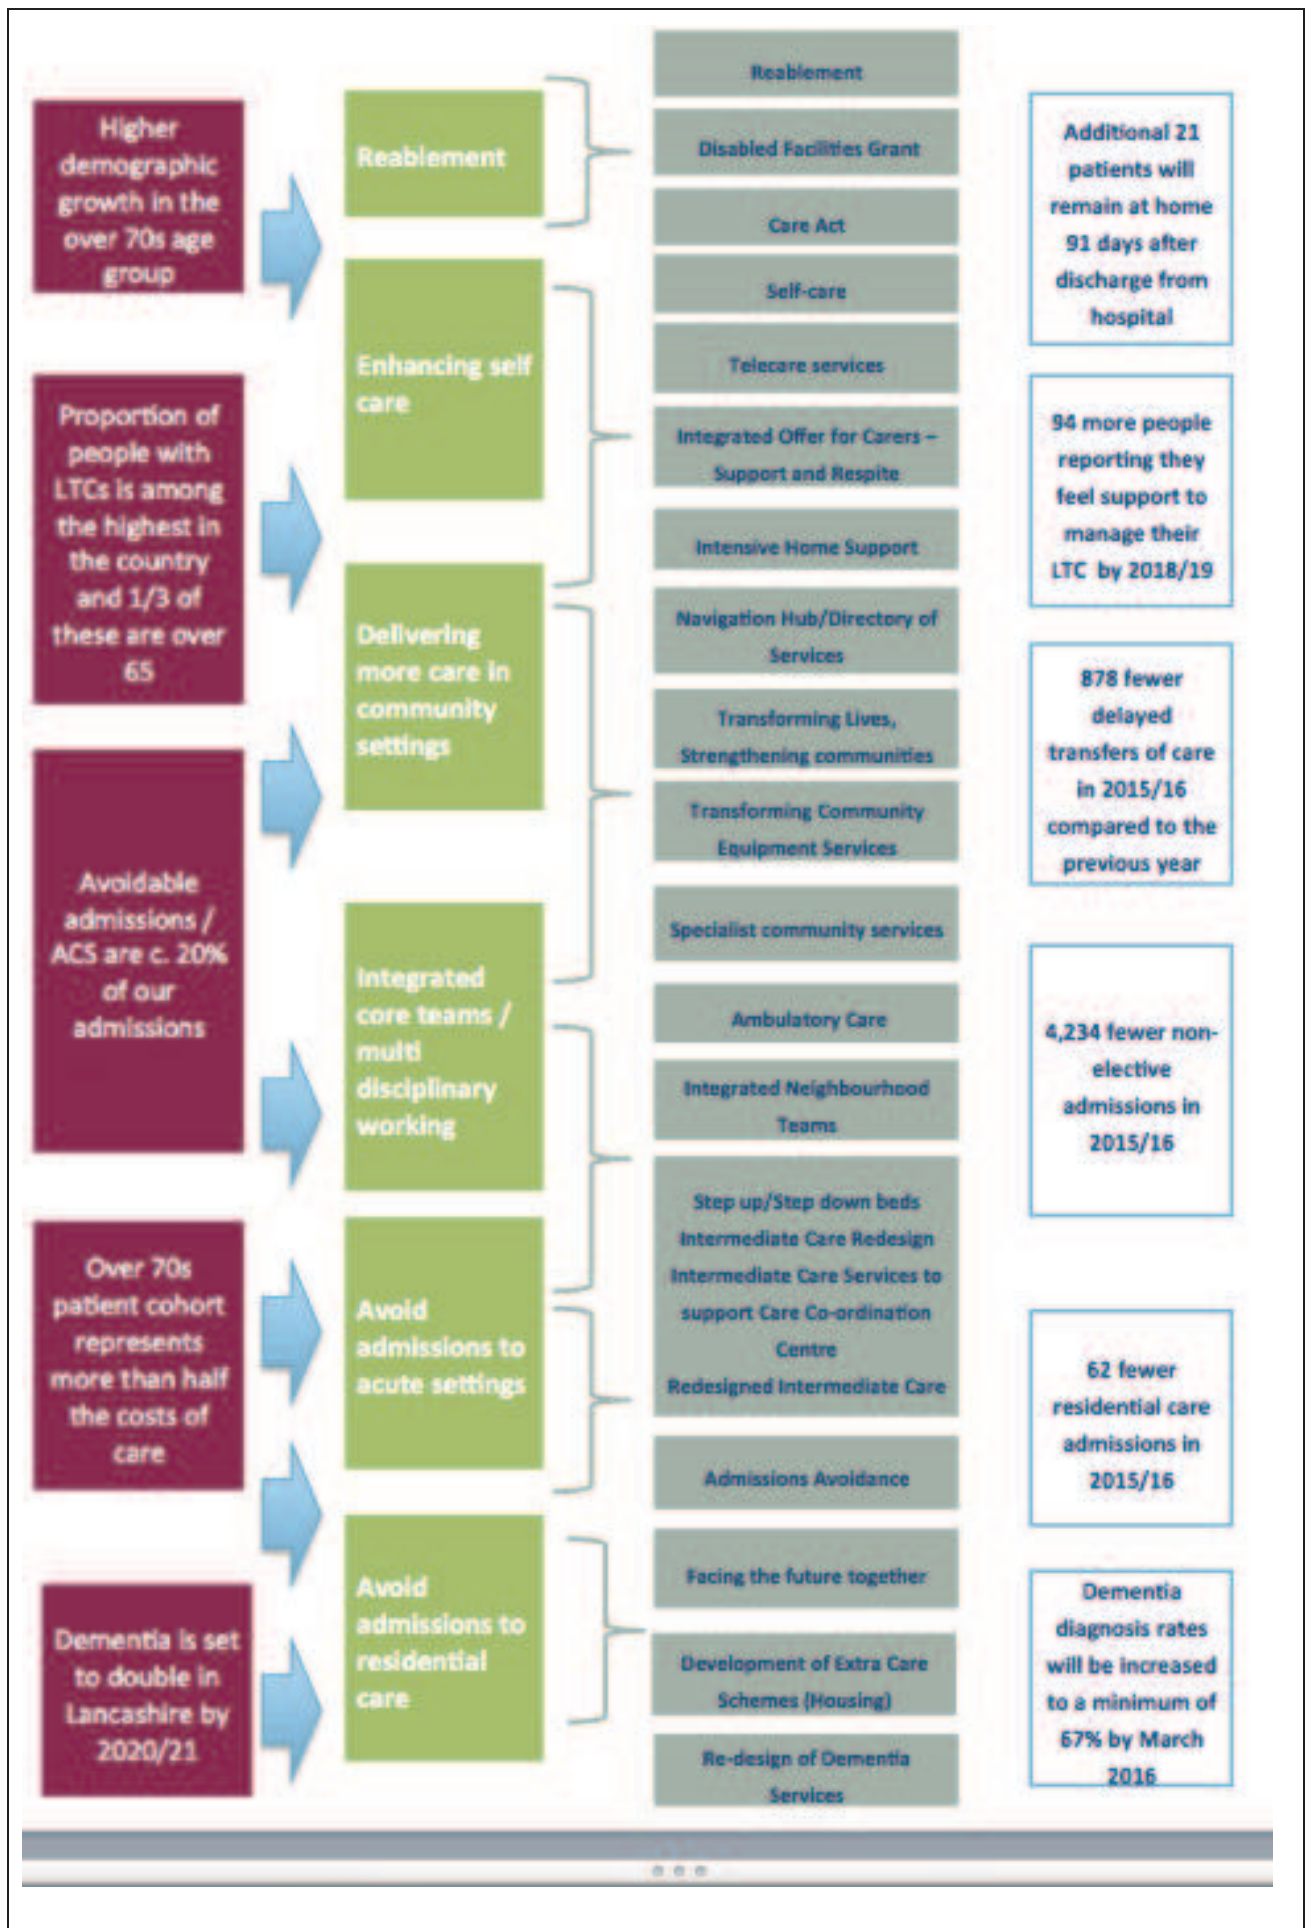 Higher
demographic
growth in the
over 70s age
group
Proportion of
people with
LTCs is among
the highest in
the country
and 1/3 of
these are over
65
Avoidable
admissions /
ACS are c. 20%
of our
admissions
Over 70s
patient cohort
represents
more than half
the costs of
care
Dementia is set
to double in
Lancashire by
2020/21
Reablement
Enhancing self
care
Delivering
more care in
community
settings
Integrated
core teams /
multi
disciplinary
working
Avoid
admissions to
acute settings
Avoid
admissions to
residential
care
Reablement
Disabled Facilities Grant
Care Act
Self-care
Telecare services
Integrated Offer for Carers –
Support and Respite
Intensive Home Support
Navigation Hub/Directory of
Services
Transforming Lives,
Strengthening communities
Transforming Community
Equipment Services
Specialist community services
Ambulatory Care
Integrated Neighbourhood
Teams
Step up/Step down beds
Intermediate Care Redesign
Intermediate Care Services to
support Care Co-ordination
Centre
Redesigned Intermediate Care
Admissions Avoidance
Facing the future together
Development of Extra Care
Schemes (Housing)
Re-design of Dementia
Services
Additional 21
patients will
remain at home
91 days after
discharge from
hospital
94 more people
reporting they
feel support to
manage their
LTC by 2018/19
878 fewer
delayed
transfers of care
in 2015/16
compared to the
previous year
4,234 fewer non-
elective
admissions in
2015/16
62 fewer
residential care
admissions in
2015/16
Dementia
diagnosis rates
will be increased
to a minimum of
67% by March
2016